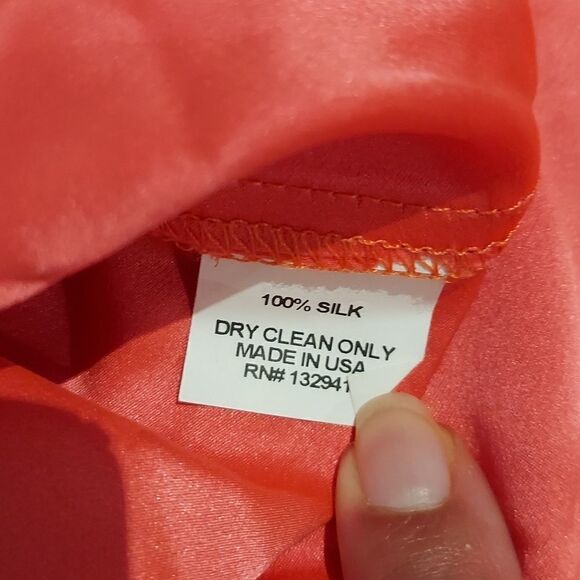 100% SILK
DRY CLEAN ONLY
MADE IN USA
RN# 132941